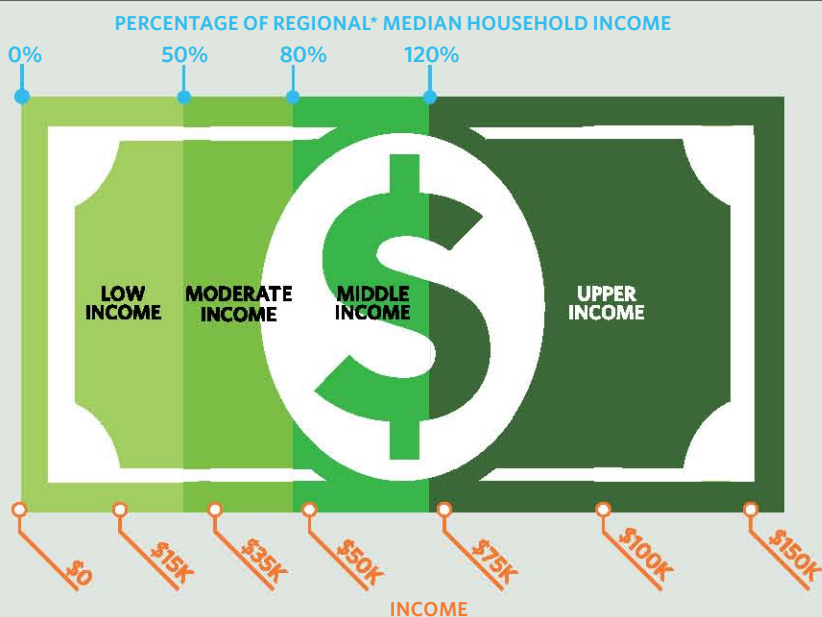 PERCENTAGE OF REGIONAL* MEDIAN HOUSEHOLD INCOME
0% 50% 80% 120%
LOW INCOME
MODERATE INCOME
MIDDLE INCOME
UPPER INCOME
$0 $15K $35K $50K $75K $100K $150K
INCOME